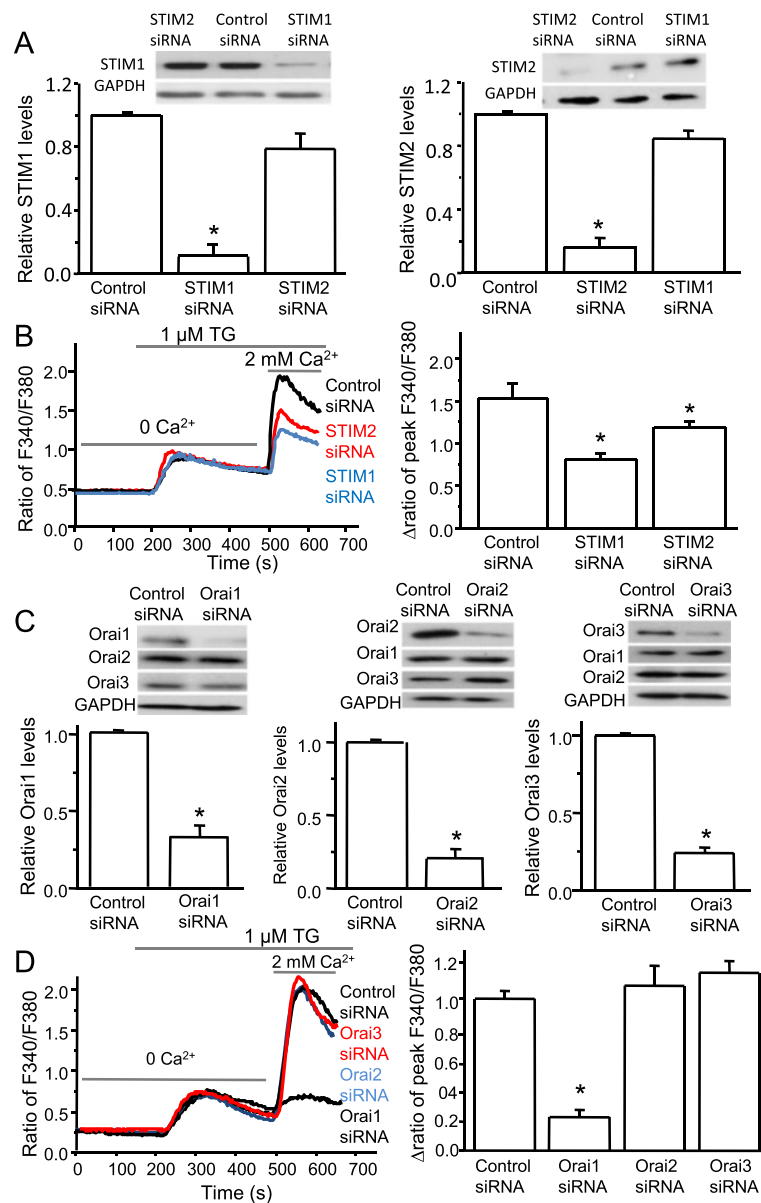 A
STIM2 Control STIM1
siRNA siRNA siRNA
STIM1
GAPDH
Relative STIM1 levels
1.2
0.8
0.4
0.0
*
Control STIM1 STIM2
siRNA siRNA siRNA
STIM2 Control STIM1
siRNA siRNA siRNA
STIM2
GAPDH
Relative STIM2 levels
1.2
0.8
0.4
0.0
*
Control STIM2 STIM1
siRNA siRNA siRNA
B
1 µM TG
2 mM Ca²⁺
0 Ca²⁺
Control
siRNA
STIM2
siRNA
STIM1
siRNA
Ratio of F340/F380
2.0
1.5
1.0
0.5
0.0
0 100 200 300 400 500 600 700
Time (s)
Δratio of peak F340/F380
2.0
1.5
1.0
0.5
0.0
*
*
Control STIM1 STIM2
siRNA siRNA siRNA
C
Control Orai1
siRNA siRNA
Orai1
Orai2
Orai3
GAPDH
Relative Orai1 levels
1.0
0.5
0.0
*
Control Orai1
siRNA siRNA
Control Orai2
siRNA siRNA
Orai2
Orai1
Orai3
GAPDH
Relative Orai2 levels
1.0
0.5
0.0
*
Control Orai2
siRNA siRNA
Control Orai3
siRNA siRNA
Orai3
Orai1
Orai2
GAPDH
Relative Orai3 levels
1.0
0.5
0.0
*
Control Orai3
siRNA siRNA
D
1 µM TG
2 mM Ca²⁺
0 Ca²⁺
Control
siRNA
Orai3
siRNA
Orai2
siRNA
Orai1
siRNA
Ratio of F340/F380
2.0
1.5
1.0
0.5
0.0
0 100 200 300 400 500 600 700
Time (s)
Δratio of peak F340/F380
1.2
1.0
0.8
0.6
04
0.2
0.0
*
Control Orai1 Orai2 Orai3
siRNA siRNA siRNA siRNA